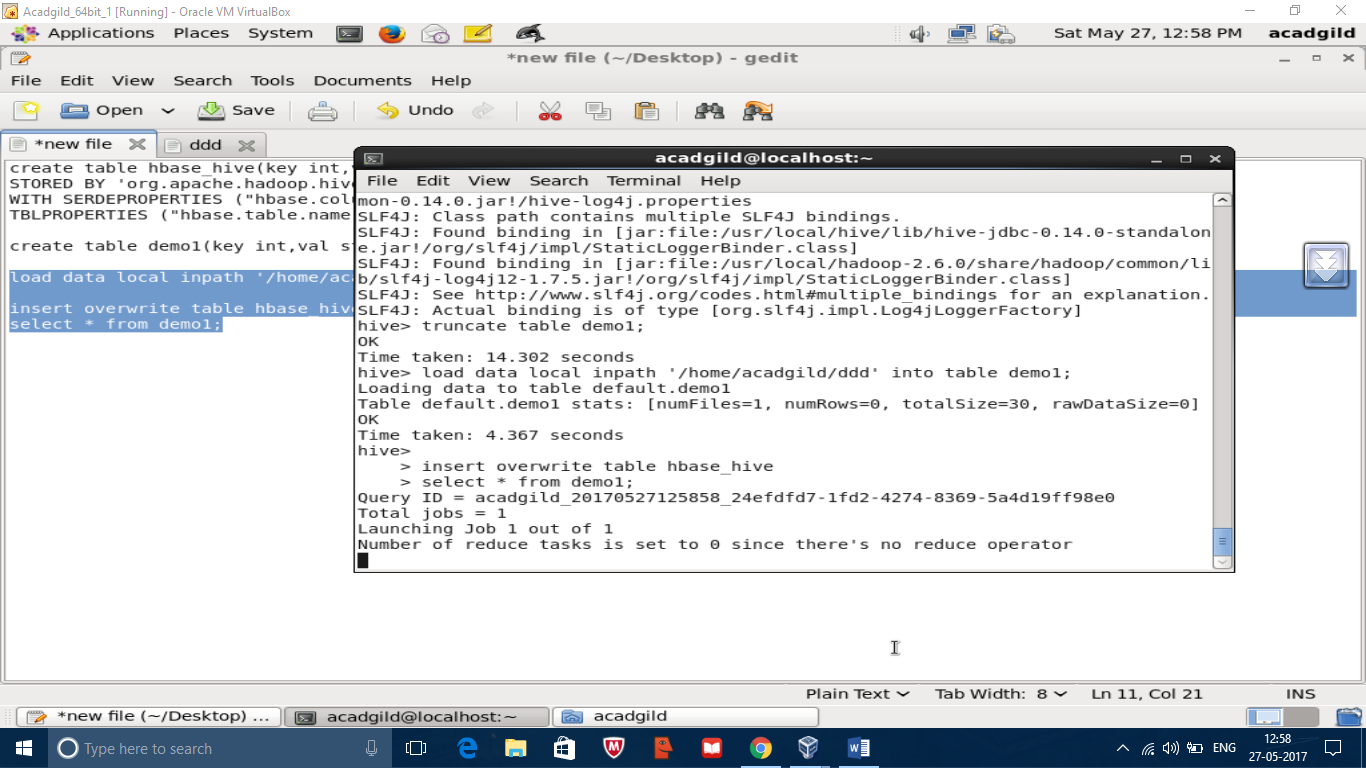 Acadgild_64bit_1 [Running] - Oracle VM VirtualBox
Applications Places System Sat May 27, 12:58 PM acadgild
*new file (~/Desktop) - gedit
File Edit View Search Tools Documents Help
Open Save Undo
*new file ddd
create table hbase_hive(key int,
STORED BY 'org.apache.hadoop.hive
WITH SERDEPROPERTIES ("hbase.col
TBLPROPERTIES ("hbase.table.name
create table demo1(key int,val st
load data local inpath '/home/aca
insert overwrite table hbase_hive
select * from demo1;
acadgild@localhost:~
File Edit View Search Terminal Help
mon-0.14.0.jar!/hive-log4j.properties
SLF4J: Class path contains multiple SLF4J bindings.
SLF4J: Found binding in [jar:file:/usr/local/hive/lib/hive-jdbc-0.14.0-standalon
e.jar!/org/slf4j/impl/StaticLoggerBinder.class]
SLF4J: Found binding in [jar:file:/usr/local/hadoop-2.6.0/share/hadoop/common/li
b/slf4j-log4j12-1.7.5.jar!/org/slf4j/impl/StaticLoggerBinder.class]
SLF4J: See http://www.slf4j.org/codes.html#multiple_bindings for an explanation.
SLF4J: Actual binding is of type [org.slf4j.impl.Log4jLoggerFactory]
hive> truncate table demo1;
OK
Time taken: 14.302 seconds
hive> load data local inpath '/home/acadgild/ddd' into table demo1;
Loading data to table default.demo1
Table default.demo1 stats: [numFiles=1, numRows=0, totalSize=30, rawDataSize=0]
OK
Time taken: 4.367 seconds
hive>
> insert overwrite table hbase_hive
> select * from demo1;
Query ID = acadgild_20170527125858_24efdfd7-1fd2-4274-8369-5a4d19ff98e0
Total jobs = 1
Launching Job 1 out of 1
Number of reduce tasks is set to 0 since there's no reduce operator
Plain Text Tab Width: 8 Ln 11, Col 21 INS
*new file (~/Desktop) ... acadgild@localhost:~ acadgild
Type here to search ENG 12:58
27-05-2017